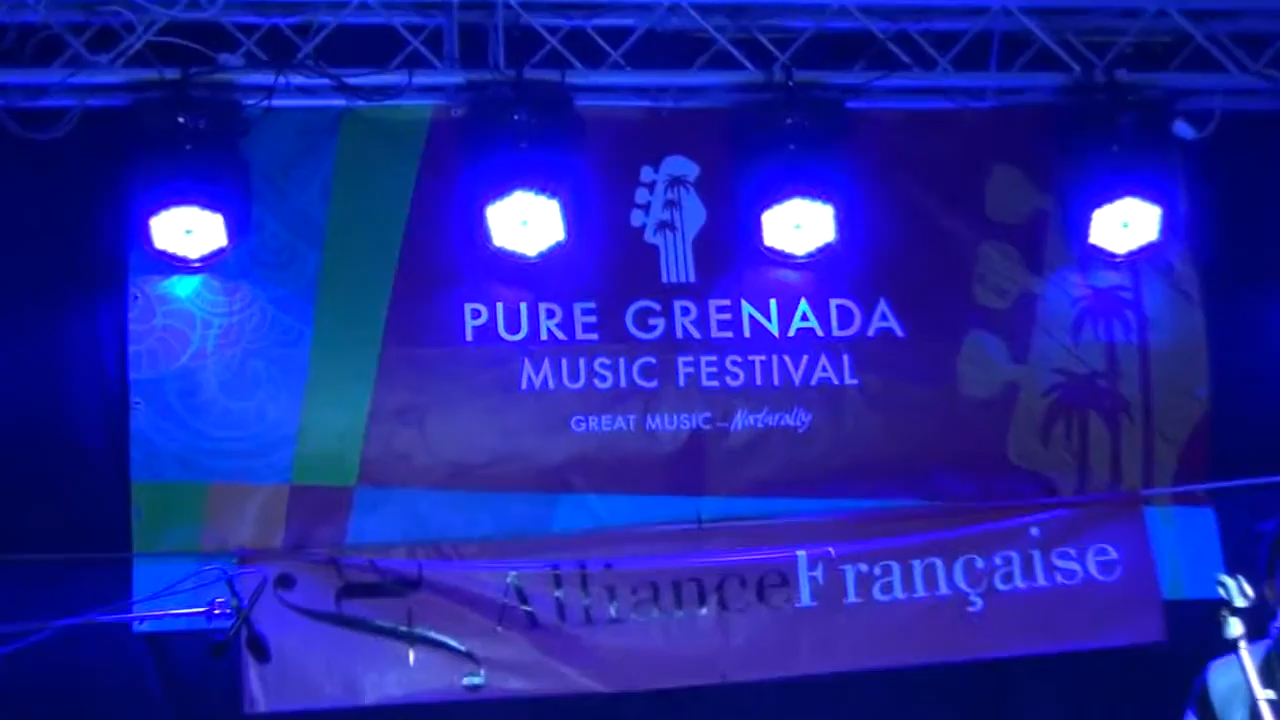 PURE GRENADA
MUSIC FESTIVAL
GREAT MUSIC – Naturally
AllianceFrançaise